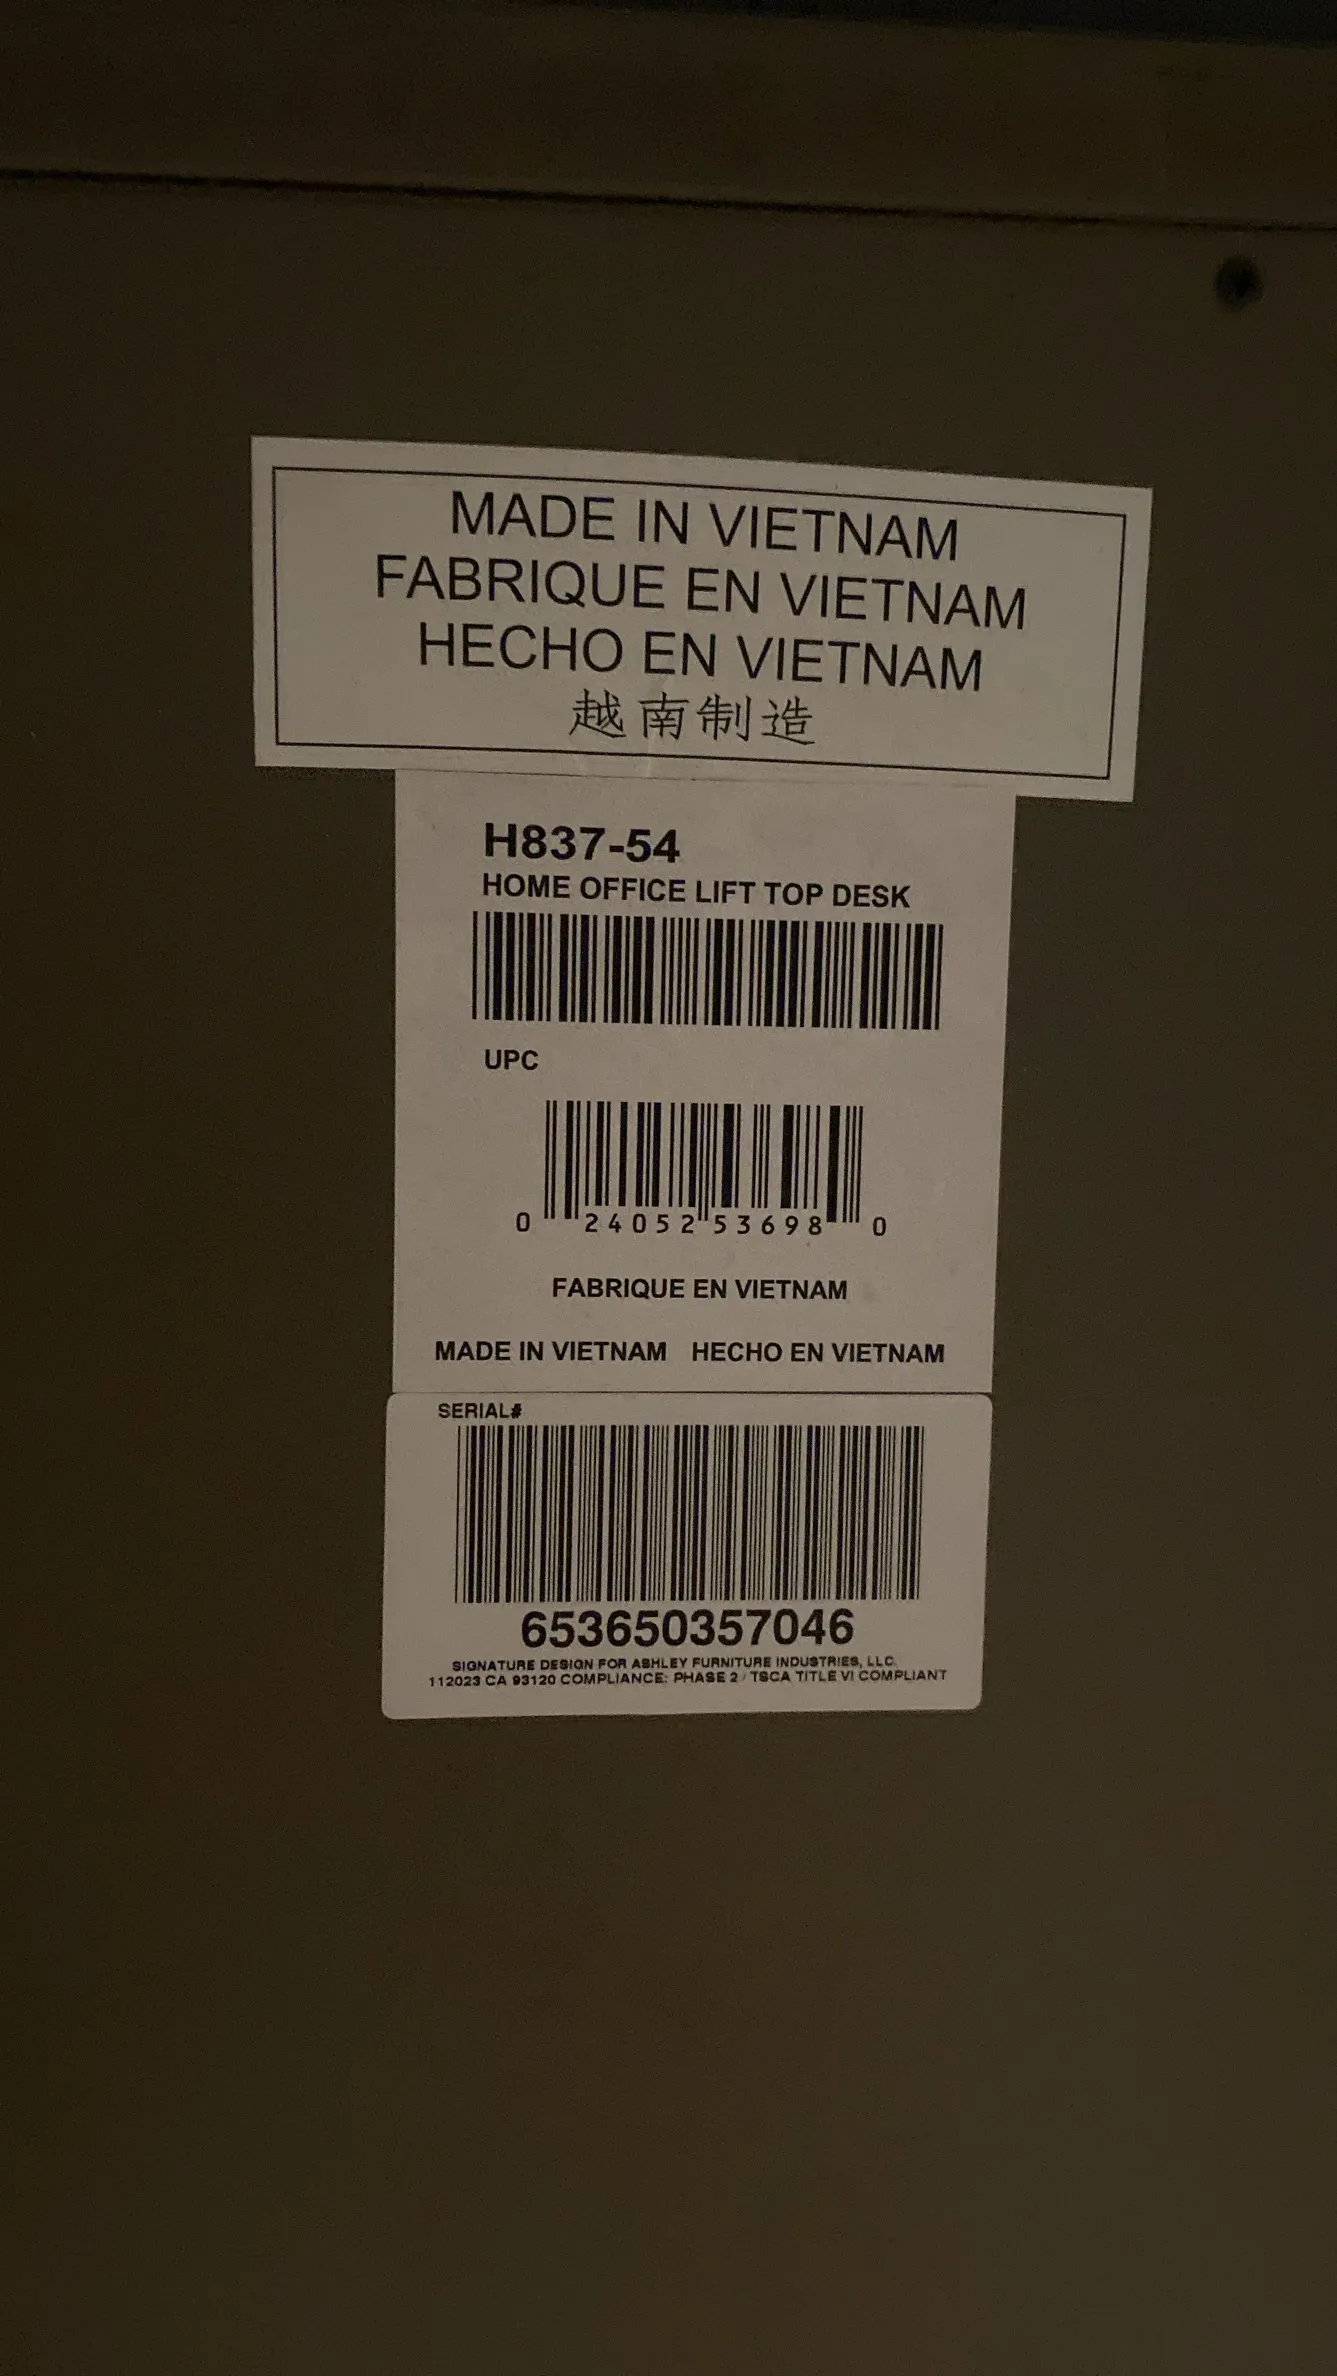 MADE IN VIETNAM
FABRIQUE EN VIETNAM
HECHO EN VIETNAM
越南制造
H837-54
HOME OFFICE LIFT TOP DESK
UPC
0 24052 53698 0
FABRIQUE EN VIETNAM
MADE IN VIETNAM HECHO EN VIETNAM
SERIAL#
653650357046
SIGNATURE DESIGN FOR ASHLEY FURNITURE INDUSTRIES, LLC.
112023 CA 93120 COMPLIANCE: PHASE 2 / TSCA TITLE VI COMPLIANT